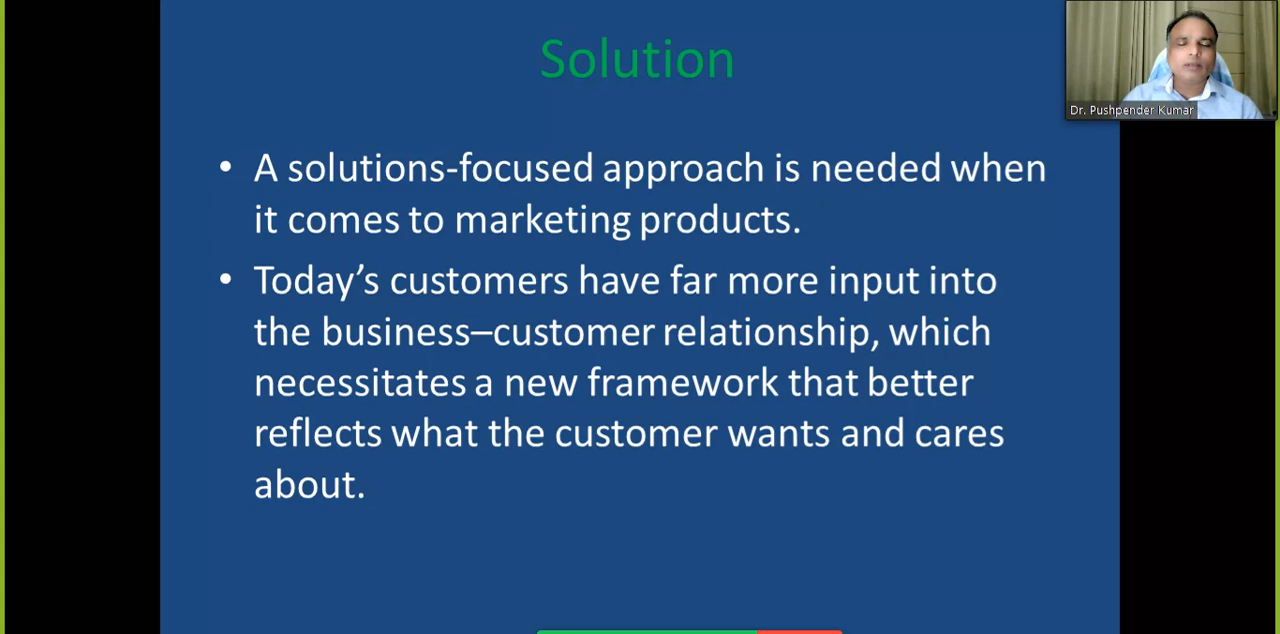 Solution
• A solutions-focused approach is needed when
it comes to marketing products.
• Today’s customers have far more input into
the business–customer relationship, which
necessitates a new framework that better
reflects what the customer wants and cares
about.
Dr. Pushpender Kumar